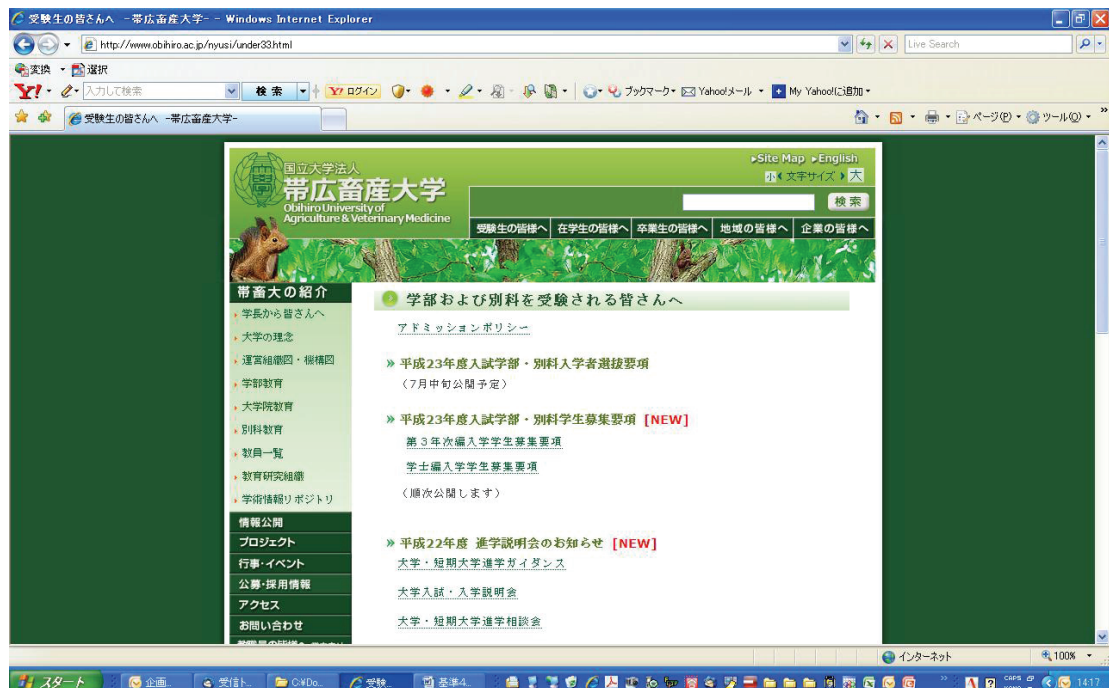 受験生の皆さんへ -帯広畜産大学- - Windows Internet Explorer
http://www.obihiro.ac.jp/nyusi/under33.html
Live Search
変換 選択
Y! 入力して検索 検索 Y! ログイン ブックマーク Yahoo!メール My Yahoo!に追加
受験生の皆さんへ -帯広畜産大学-
ページ(P) ツール(O) »
国立大学法人
帯広畜産大学
Obihiro University of
Agriculture & Veterinary Medicine
Site Map English
小 文字サイズ 大
検索
受験生の皆様へ 在学生の皆様へ 卒業生の皆様へ 地域の皆様へ 企業の皆様へ
帯畜大の紹介
学長から皆さんへ
大学の理念
運営組織図・機構図
学部教育
大学院教育
別科教育
教員一覧
教育研究組織
学術情報リポジトリ
情報公開
プロジェクト
行事・イベント
公募・採用情報
アクセス
お問い合わせ
学部および別科を受験される皆さんへ
アドミッションポリシー
» 平成23年度入試学部・別科入学者選抜要項
(7月中旬公開予定)
» 平成23年度入試学部・別科学生募集要項 [NEW]
第3年次編入学学生募集要項
学士編入学学生募集要項
(順次公開します)
» 平成22年度 進学説明会のお知らせ [NEW]
大学・短期大学進学ガイダンス
大学入試・入学説明会
大学・短期大学進学相談会
インターネット 100%
スタート 企画.. 受信ト.. C:¥Do... 受験.. 基準4.. CAPS 14:17